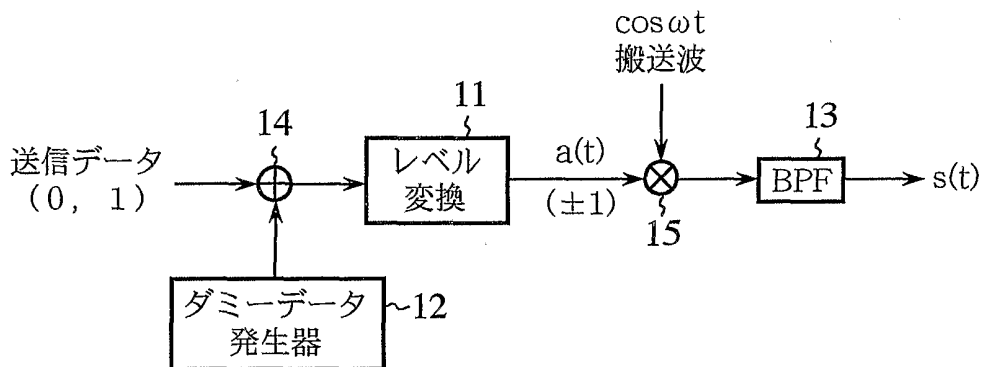 cosωt
搬送波
14
11
13
送信データ
(0, 1)
レベル
変換
a(t)
(±1)
15
BPF
s(t)
ダミーデータ
発生器
12